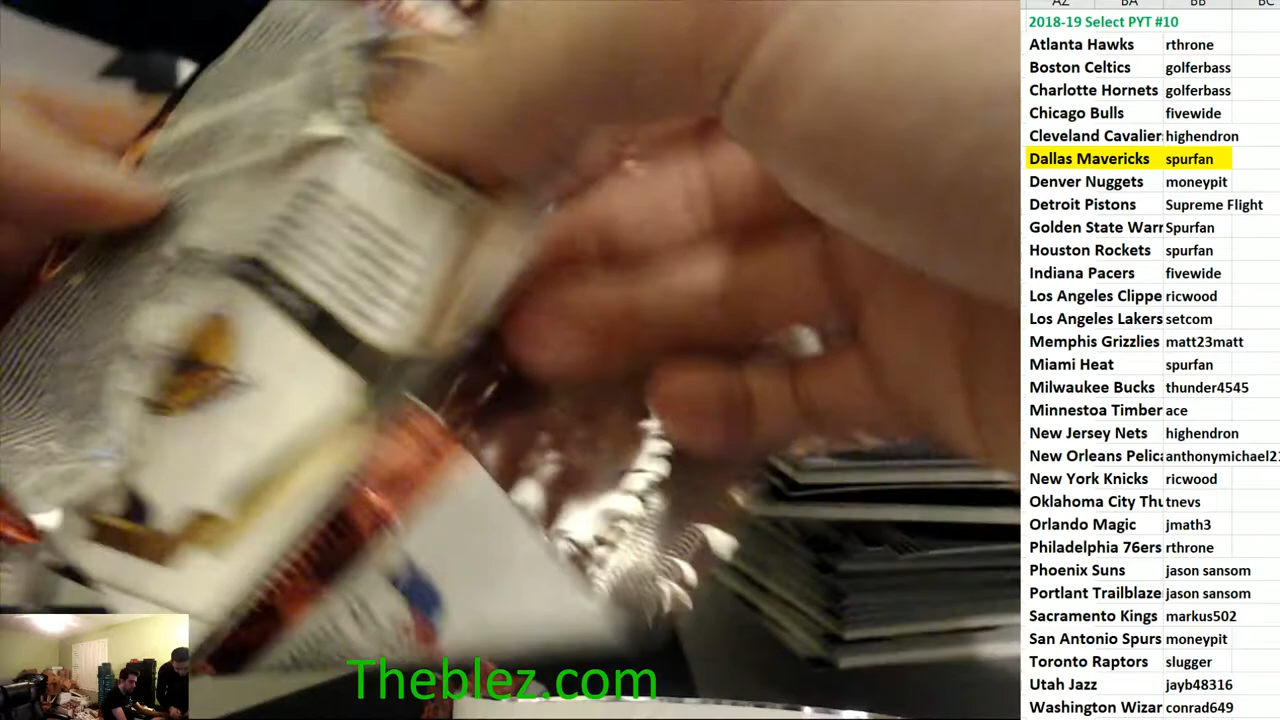 AZ BA BB BC
2018-19 Select PYT #10
Atlanta Hawks rthrone
Boston Celtics golferbass
Charlotte Hornets golferbass
Chicago Bulls fivewide
Cleveland Cavalier highendron
Dallas Mavericks spurfan
Denver Nuggets moneypit
Detroit Pistons Supreme Flight
Golden State Warr Spurfan
Houston Rockets spurfan
Indiana Pacers fivewide
Los Angeles Clippe ricwood
Los Angeles Lakers setcom
Memphis Grizzlies matt23matt
Miami Heat spurfan
Milwaukee Bucks thunder4545
Minnestoa Timber ace
New Jersey Nets highendron
New Orleans Pelic anthonymichael21
New York Knicks ricwood
Oklahoma City Thu tnevs
Orlando Magic jmath3
Philadelphia 76ers rthrone
Phoenix Suns jason sansom
Portlant Trailblaze jason sansom
Sacramento Kings markus502
San Antonio Spurs moneypit
Toronto Raptors slugger
Utah Jazz jayb48316
Washington Wizar conrad649
Theblez.com